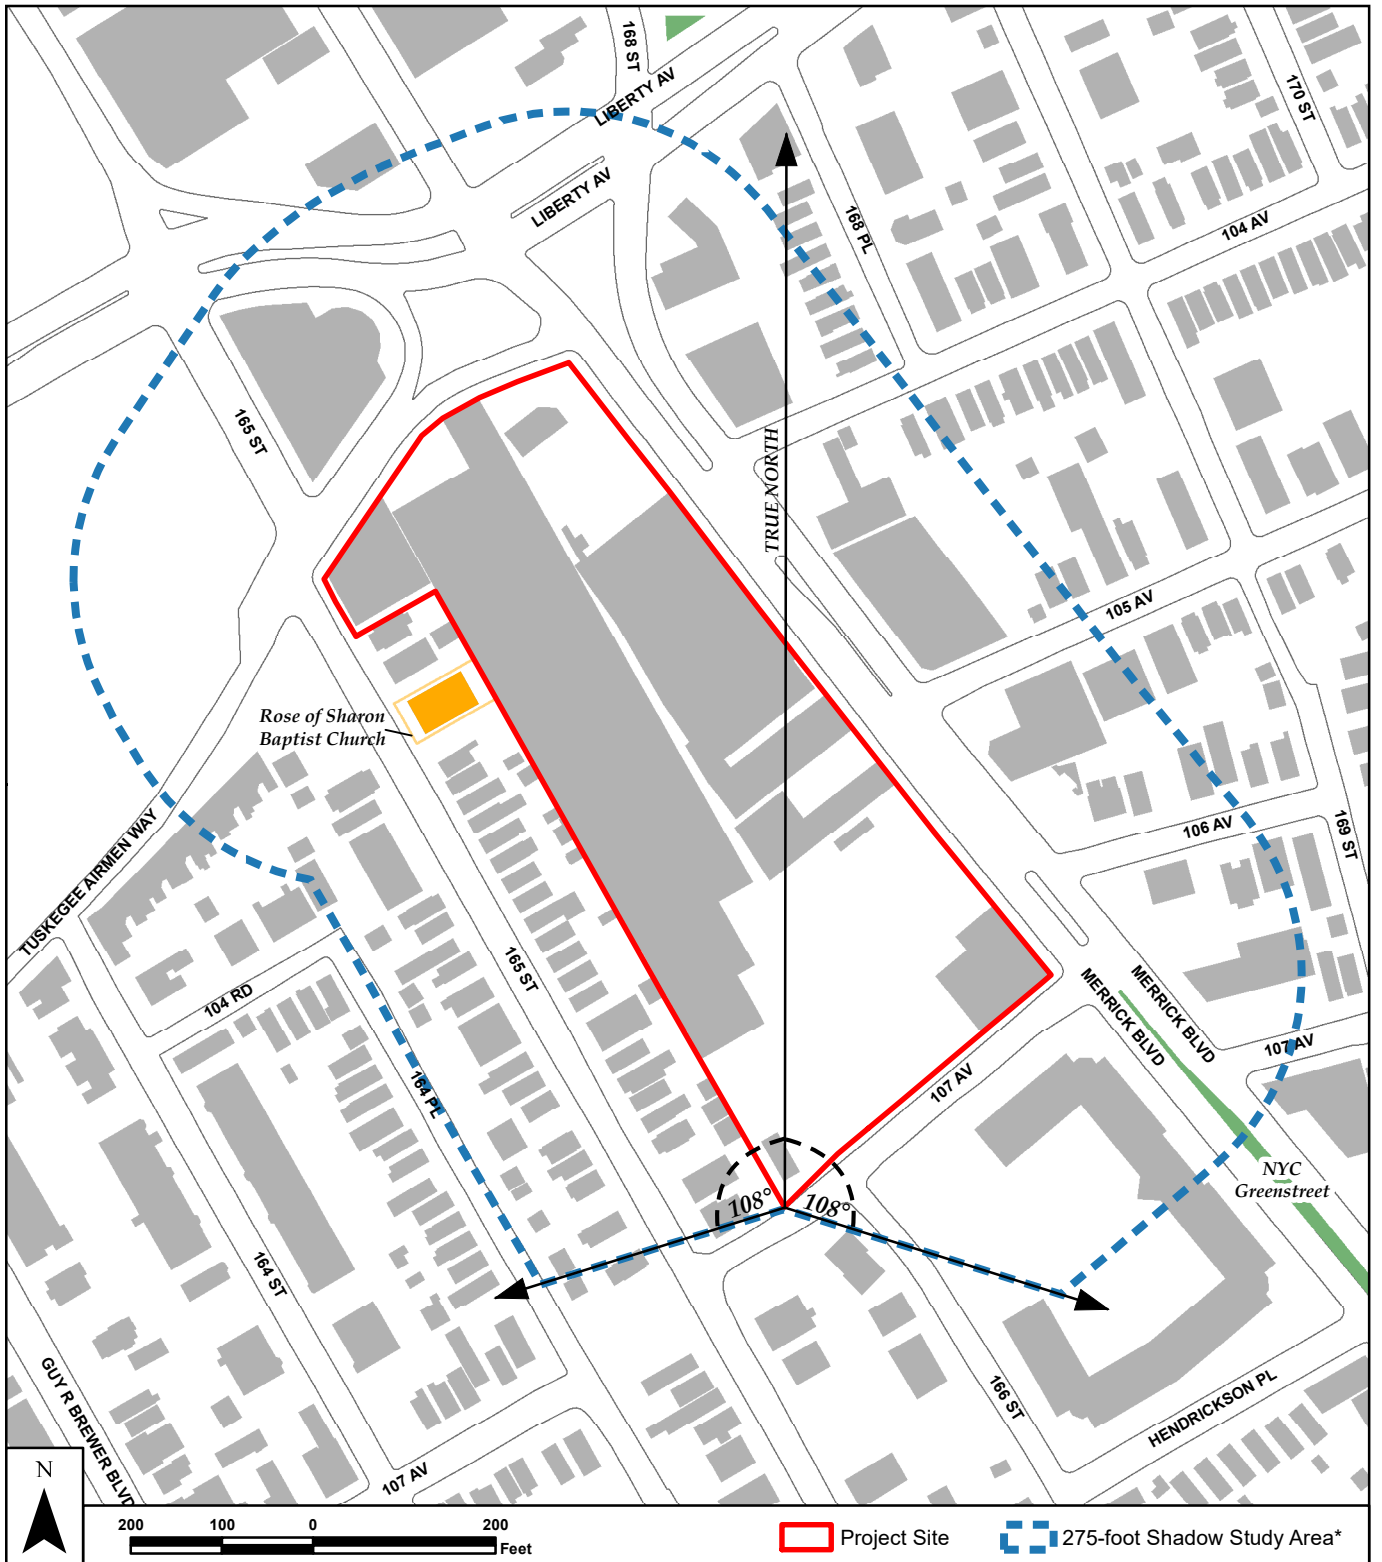 168 ST
LIBERTY AV
LIBERTY AV
170 ST
168 PL
104 AV
165 ST
TRUE NORTH
105 AV
Rose of Sharon
Baptist Church
TUSKEGEE AIRMEN WAY
106 AV
169 ST
104 RD
165 ST
MERRICK BLVD
MERRICK BLVD
107 AV
107 AV
164 PL
NYC
Greenstreet
108°
108°
164 ST
GUY R BREWER BLVD
166 ST
HENDRICKSON PL
107 AV
N
200
100
0
200
Feet
Project Site
275-foot Shadow Study Area*